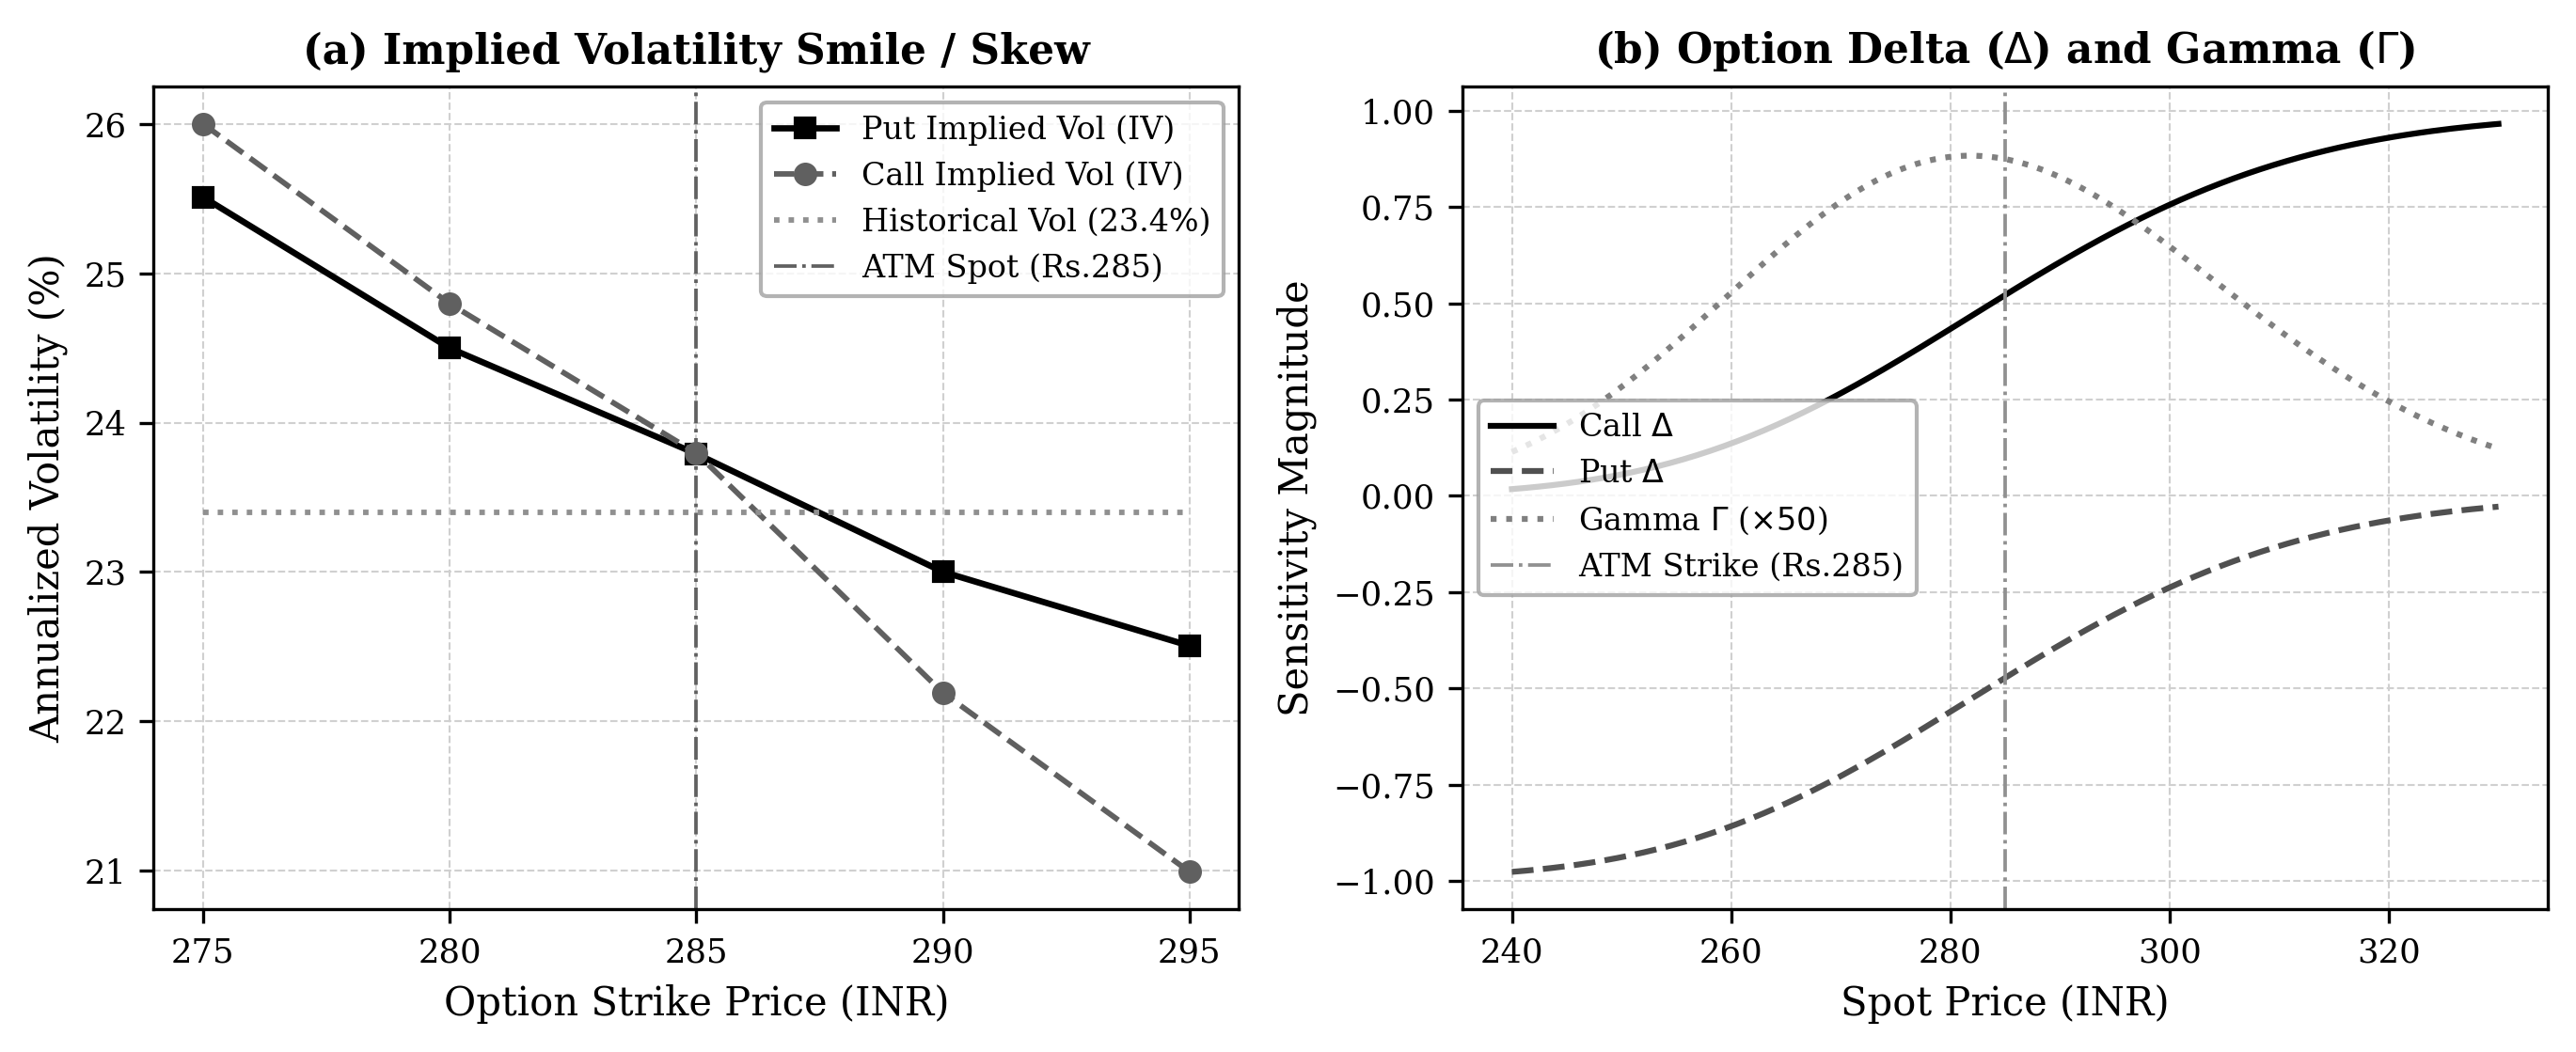 (a) Implied Volatility Smile / Skew
Annualized Volatility (%)
26
25
24
23
22
21
Put Implied Vol (IV)
Call Implied Vol (IV)
Historical Vol (23.4%)
ATM Spot (Rs.285)
275 280 285 290 295
Option Strike Price (INR)
(b) Option Delta (Δ) and Gamma (Γ)
Sensitivity Magnitude
1.00
0.75
0.50
0.25
0.00
−0.25
−0.50
−0.75
−1.00
Call Δ
Put Δ
Gamma Γ (×50)
ATM Strike (Rs.285)
240 260 280 300 320
Spot Price (INR)